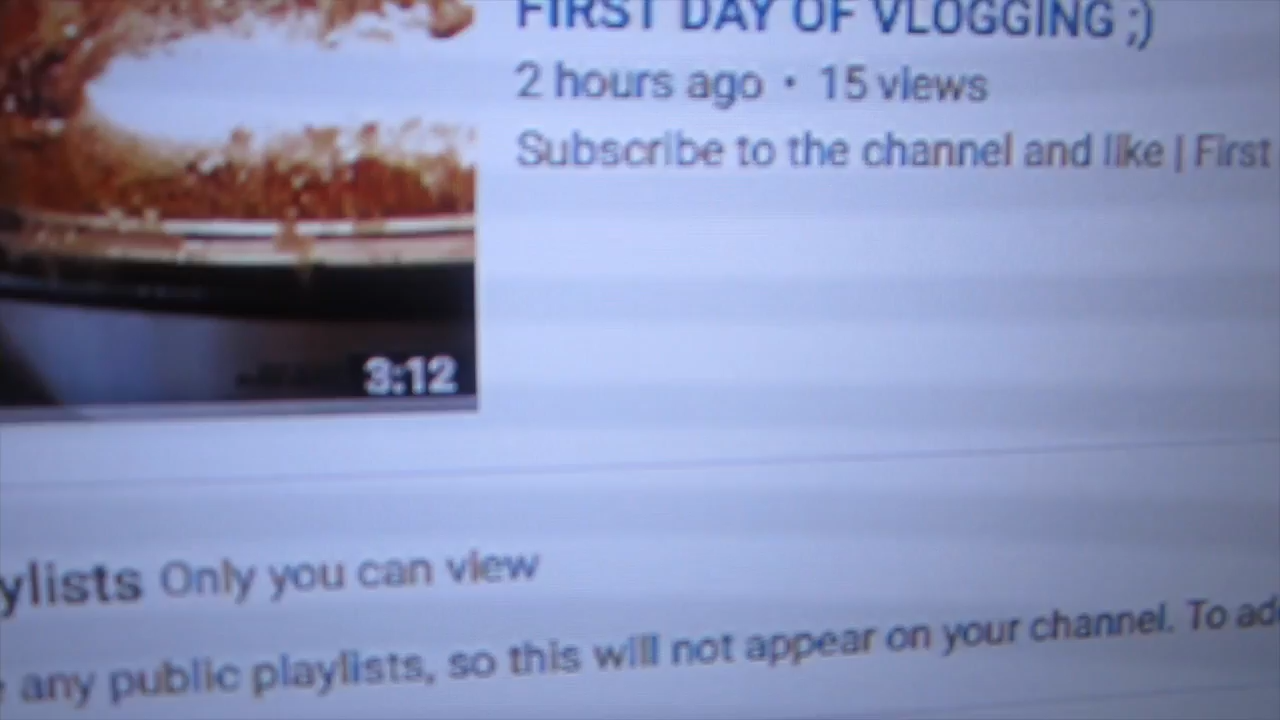 FIRST DAY OF VLOGGING ;)
2 hours ago • 15 views
Subscribe to the channel and like | First
3:12
ylists Only you can view
any public playlists, so this will not appear on your channel. To ad